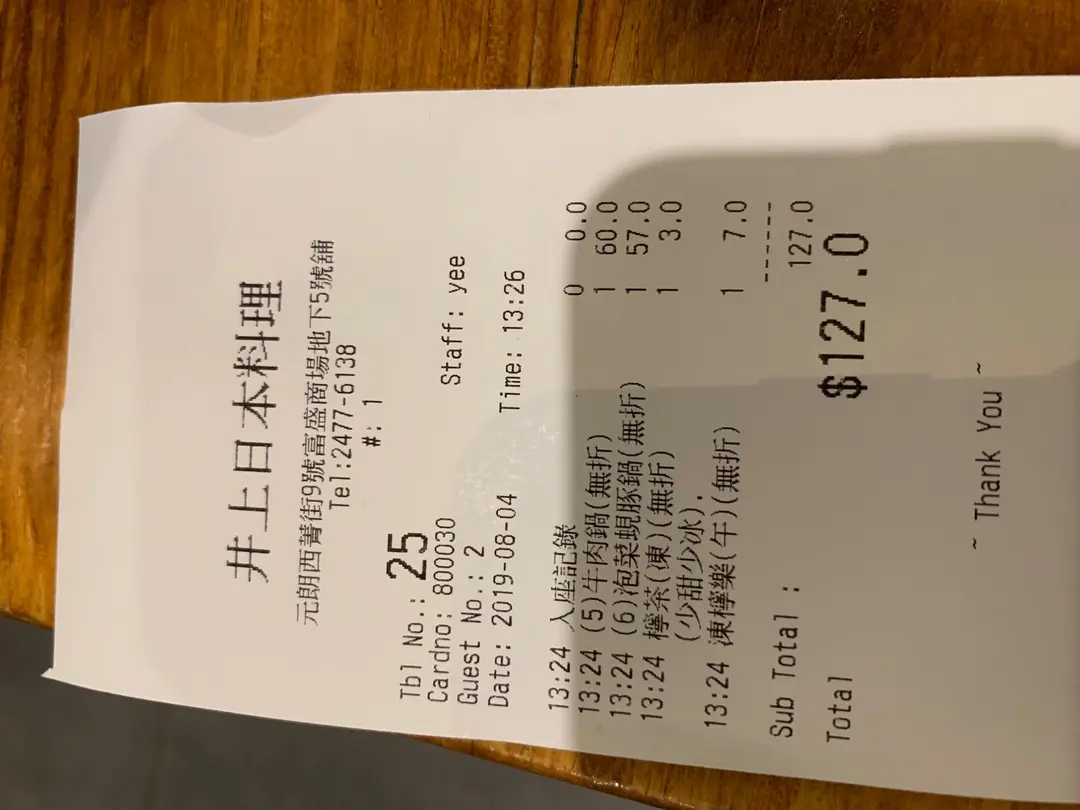 井上日本料理
元朗西菁街9號富盛商場地下5號舖
Tel:2477-6138
#: 1
Tbl No.: 25
Cardno: 800030 Staff: yee
Guest No.: 2
Date: 2019-08-04 Time: 13:26
13:24 入座記錄 0 0.0
13:24 (5)牛肉鍋(無折) 1 60.0
13:24 (6)泡菜蜆豚鍋(無折) 1 57.0
13:24 檸茶(凍)(無折) 1 3.0
(少甜少冰).
13:24 凍檸樂(午)(無折) 1 7.0
------
Sub Total : 127.0
Total $127.0
~ Thank You ~